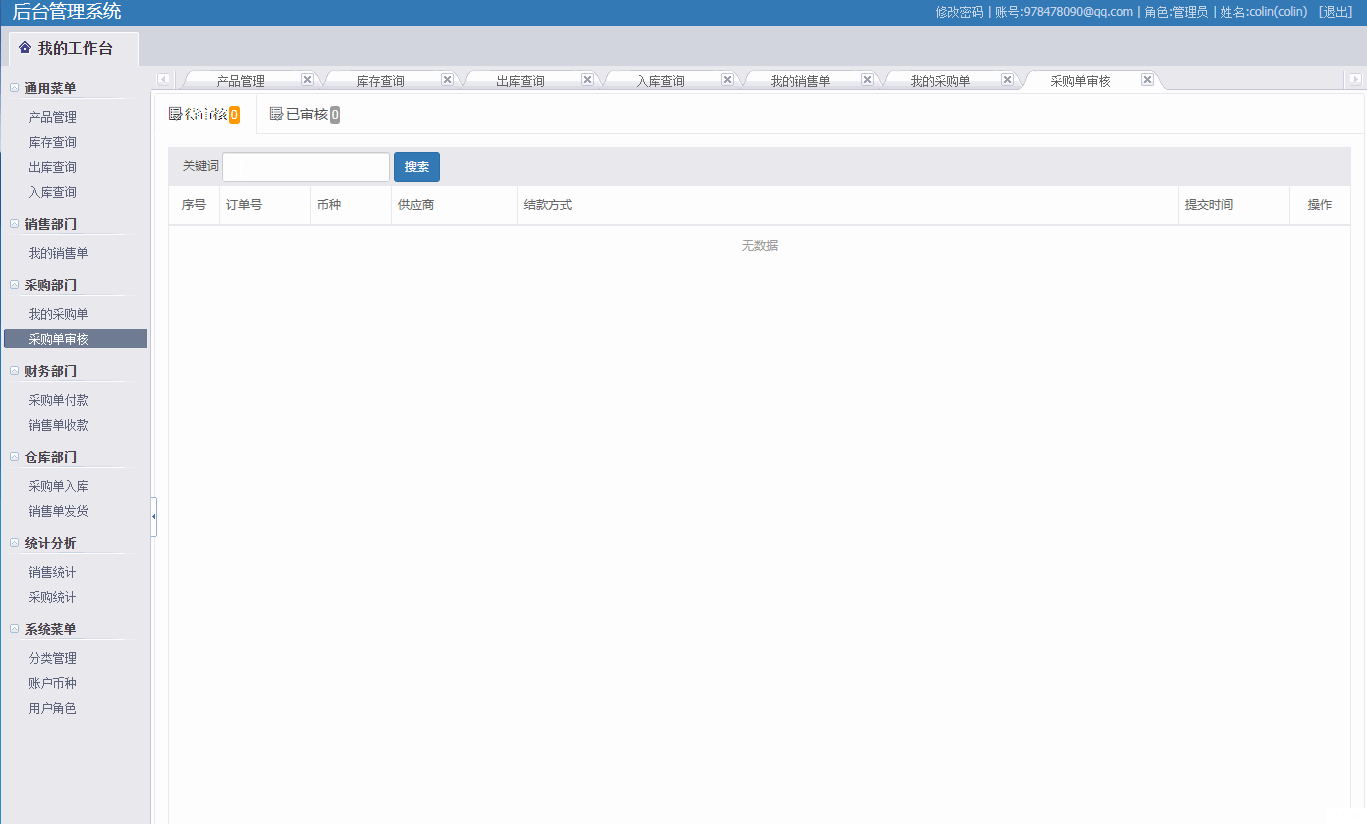 后台管理系统
修改密码 | 账号:978478090@qq.com | 角色:管理员 | 姓名:colin(colin) [退出]
我的工作台
通用菜单
产品管理
库存查询
出库查询
入库查询
销售部门
我的销售单
采购部门
我的采购单
采购单审核
财务部门
采购单付款
销售单收款
仓库部门
采购单入库
销售单发货
统计分析
销售统计
采购统计
系统菜单
分类管理
账户币种
用户角色
产品管理 库存查询 出库查询 入库查询 我的销售单 我的采购单 采购单审核
待审核 0 已审核 0
关键词 搜索
序号 订单号 币种 供应商 结款方式 提交时间 操作
无数据